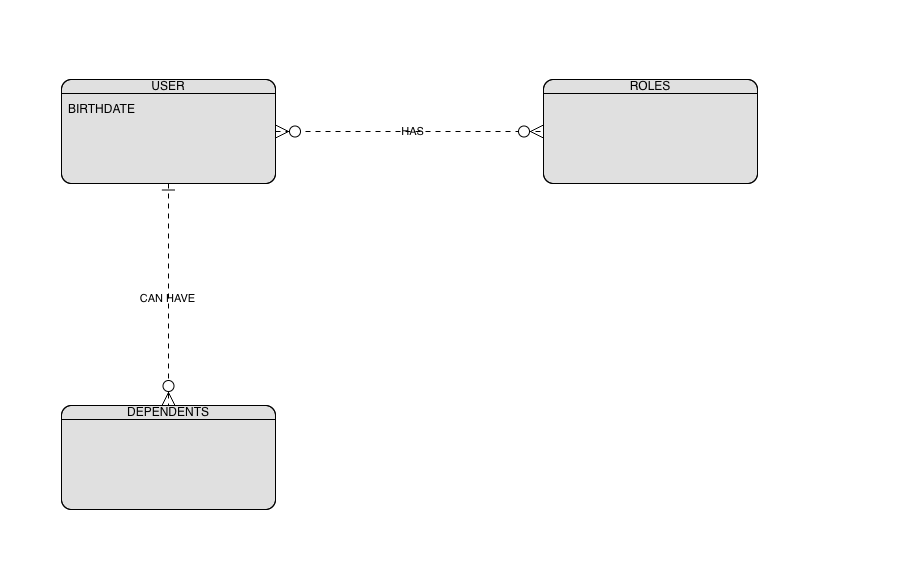 USER
BIRTHDATE
ROLES
HAS
CAN HAVE
DEPENDENTS